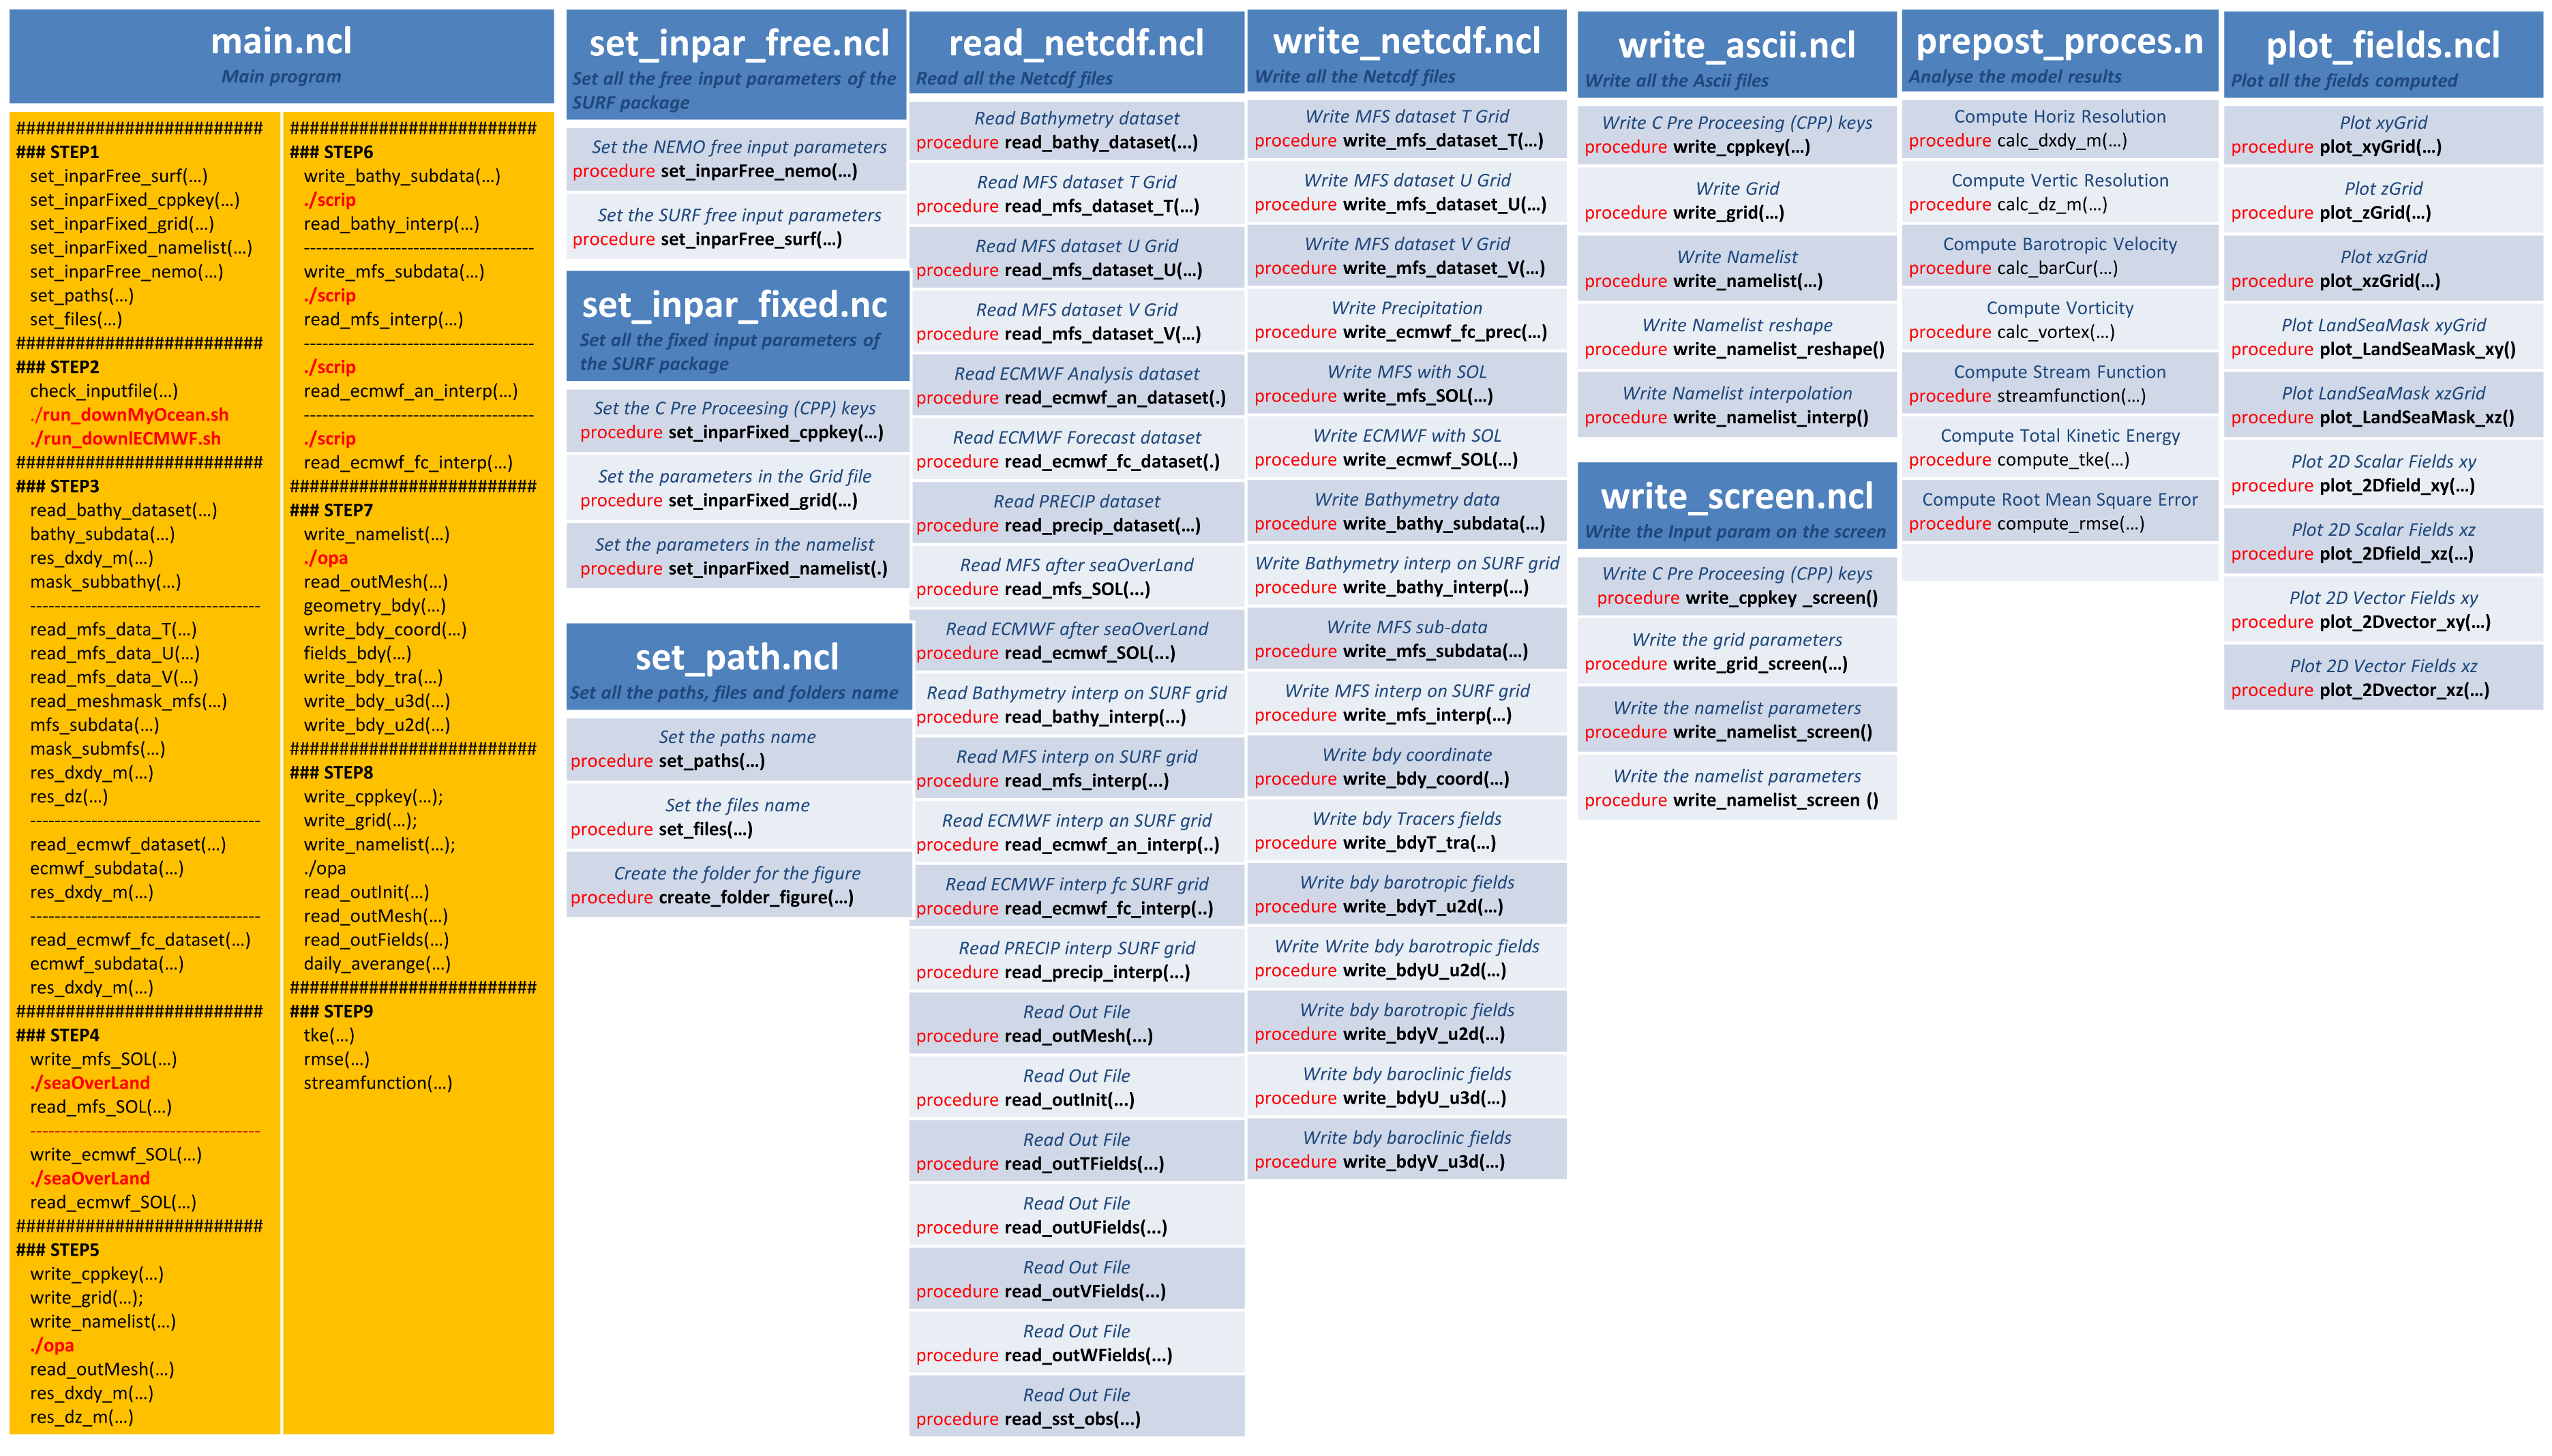 main.ncl
Main program
#########################
### STEP1
set_inparFree_surf(...)
set_inparFixed_cppkey(...)
set_inparFixed_grid(...)
set_inparFixed_namelist(...)
set_inparFree_nemo(...)
set_paths(...)
set_files(...)
#########################
### STEP2
check_inputfile(...)
./run_downMyOcean.sh
./run_downlECMWF.sh
#########################
### STEP3
read_bathy_dataset(...)
bathy_subdata(...)
res_dxdy_m(...)
mask_subbathy(...)
--------------------------------------
read_mfs_data_T(...)
read_mfs_data_U(...)
read_mfs_data_V(...)
read_meshmask_mfs(...)
mfs_subdata(...)
mask_submfs(...)
res_dxdy_m(...)
res_dz(...)
--------------------------------------
read_ecmwf_dataset(...)
ecmwf_subdata(...)
res_dxdy_m(...)
--------------------------------------
read_ecmwf_fc_dataset(...)
ecmwf_subdata(...)
res_dxdy_m(...)
#########################
### STEP4
write_mfs_SOL(...)
./seaOverLand
read_mfs_SOL(...)
--------------------------------------
write_ecmwf_SOL(...)
./seaOverLand
read_ecmwf_SOL(...)
#########################
### STEP5
write_cppkey(...)
write_grid(...);
write_namelist(...)
./opa
read_outMesh(...)
res_dxdy_m(...)
res_dz_m(...)
#########################
### STEP6
write_bathy_subdata(...)
./scrip
read_bathy_interp(...)
--------------------------------------
write_mfs_subdata(...)
./scrip
read_mfs_interp(...)
--------------------------------------
./scrip
read_ecmwf_an_interp(...)
--------------------------------------
./scrip
read_ecmwf_fc_interp(...)
#########################
### STEP7
write_namelist(...)
./opa
read_outMesh(...)
geometry_bdy(...)
write_bdy_coord(...)
fields_bdy(...)
write_bdy_tra(...)
write_bdy_u3d(...)
write_bdy_u2d(...)
#########################
### STEP8
write_cppkey(...);
write_grid(...);
write_namelist(...);
./opa
read_outInit(...)
read_outMesh(...)
read_outFields(...)
daily_averange(...)
#########################
### STEP9
tke(...)
rmse(...)
streamfunction(...)
set_inpar_free.ncl
Set all the free input parameters of the
SURF package
Set the NEMO free input parameters
procedure set_inparFree_nemo(...)
Set the SURF free input parameters
procedure set_inparFree_surf(...)
set_inpar_fixed.nc
Set all the fixed input parameters of
the SURF package
Set the C Pre Proceesing (CPP) keys
procedure set_inparFixed_cppkey(...)
Set the parameters in the Grid file
procedure set_inparFixed_grid(...)
Set the parameters in the namelist
procedure set_inparFixed_namelist(.)
set_path.ncl
Set all the paths, files and folders name
Set the paths name
procedure set_paths(...)
Set the files name
procedure set_files(...)
Create the folder for the figure
procedure create_folder_figure(...)
read_netcdf.ncl
Read all the Netcdf files
Read Bathymetry dataset
procedure read_bathy_dataset(...)
Read MFS dataset T Grid
procedure read_mfs_dataset_T(...)
Read MFS dataset U Grid
procedure read_mfs_dataset_U(...)
Read MFS dataset V Grid
procedure read_mfs_dataset_V(...)
Read ECMWF Analysis dataset
procedure read_ecmwf_an_dataset(.)
Read ECMWF Forecast dataset
procedure read_ecmwf_fc_dataset(.)
Read PRECIP dataset
procedure read_precip_dataset(...)
Read MFS after seaOverLand
procedure read_mfs_SOL(...)
Read ECMWF after seaOverLand
procedure read_ecmwf_SOL(...)
Read Bathymetry interp on SURF grid
procedure read_bathy_interp(...)
Read MFS interp on SURF grid
procedure read_mfs_interp(...)
Read ECMWF interp an SURF grid
procedure read_ecmwf_an_interp(..)
Read ECMWF interp fc SURF grid
procedure read_ecmwf_fc_interp(..)
Read PRECIP interp SURF grid
procedure read_precip_interp(...)
Read Out File
procedure read_outMesh(...)
Read Out File
procedure read_outInit(...)
Read Out File
procedure read_outTFields(...)
Read Out File
procedure read_outUFields(...)
Read Out File
procedure read_outVFields(...)
Read Out File
procedure read_outWFields(...)
Read Out File
procedure read_sst_obs(...)
write_netcdf.ncl
Write all the Netcdf files
Write MFS dataset T Grid
procedure write_mfs_dataset_T(...)
Write MFS dataset U Grid
procedure write_mfs_dataset_U(...)
Write MFS dataset V Grid
procedure write_mfs_dataset_V(...)
Write Precipitation
procedure write_ecmwf_fc_prec(...)
Write MFS with SOL
procedure write_mfs_SOL(...)
Write ECMWF with SOL
procedure write_ecmwf_SOL(...)
Write Bathymetry data
procedure write_bathy_subdata(...)
Write Bathymetry interp on SURF grid
procedure write_bathy_interp(...)
Write MFS sub-data
procedure write_mfs_subdata(...)
Write MFS interp on SURF grid
procedure write_mfs_interp(...)
Write bdy coordinate
procedure write_bdy_coord(...)
Write bdy Tracers fields
procedure write_bdyT_tra(...)
Write bdy barotropic fields
procedure write_bdyT_u2d(...)
Write Write bdy barotropic fields
procedure write_bdyU_u2d(...)
Write bdy barotropic fields
procedure write_bdyV_u2d(...)
Write bdy baroclinic fields
procedure write_bdyU_u3d(...)
Write bdy baroclinic fields
procedure write_bdyV_u3d(...)
write_ascii.ncl
Write all the Ascii files
Write C Pre Proceesing (CPP) keys
procedure write_cppkey(...)
Write Grid
procedure write_grid(...)
Write Namelist
procedure write_namelist(...)
Write Namelist reshape
procedure write_namelist_reshape()
Write Namelist interpolation
procedure write_namelist_interp()
write_screen.ncl
Write the Input param on the screen
Write C Pre Proceesing (CPP) keys
procedure write_cppkey _screen()
Write the grid parameters
procedure write_grid_screen(...)
Write the namelist parameters
procedure write_namelist_screen()
Write the namelist parameters
procedure write_namelist_screen ()
prepost_proces.n
Analyse the model results
Compute Horiz Resolution
procedure calc_dxdy_m(...)
Compute Vertic Resolution
procedure calc_dz_m(...)
Compute Barotropic Velocity
procedure calc_barCur(...)
Compute Vorticity
procedure calc_vortex(...)
Compute Stream Function
procedure streamfunction(...)
Compute Total Kinetic Energy
procedure compute_tke(...)
Compute Root Mean Square Error
procedure compute_rmse(...)
plot_fields.ncl
Plot all the fields computed
Plot xyGrid
procedure plot_xyGrid(...)
Plot zGrid
procedure plot_zGrid(...)
Plot xzGrid
procedure plot_xzGrid(...)
Plot LandSeaMask xyGrid
procedure plot_LandSeaMask_xy()
Plot LandSeaMask xzGrid
procedure plot_LandSeaMask_xz()
Plot 2D Scalar Fields xy
procedure plot_2Dfield_xy(...)
Plot 2D Scalar Fields xz
procedure plot_2Dfield_xz(...)
Plot 2D Vector Fields xy
procedure plot_2Dvector_xy(...)
Plot 2D Vector Fields xz
procedure plot_2Dvector_xz(...)